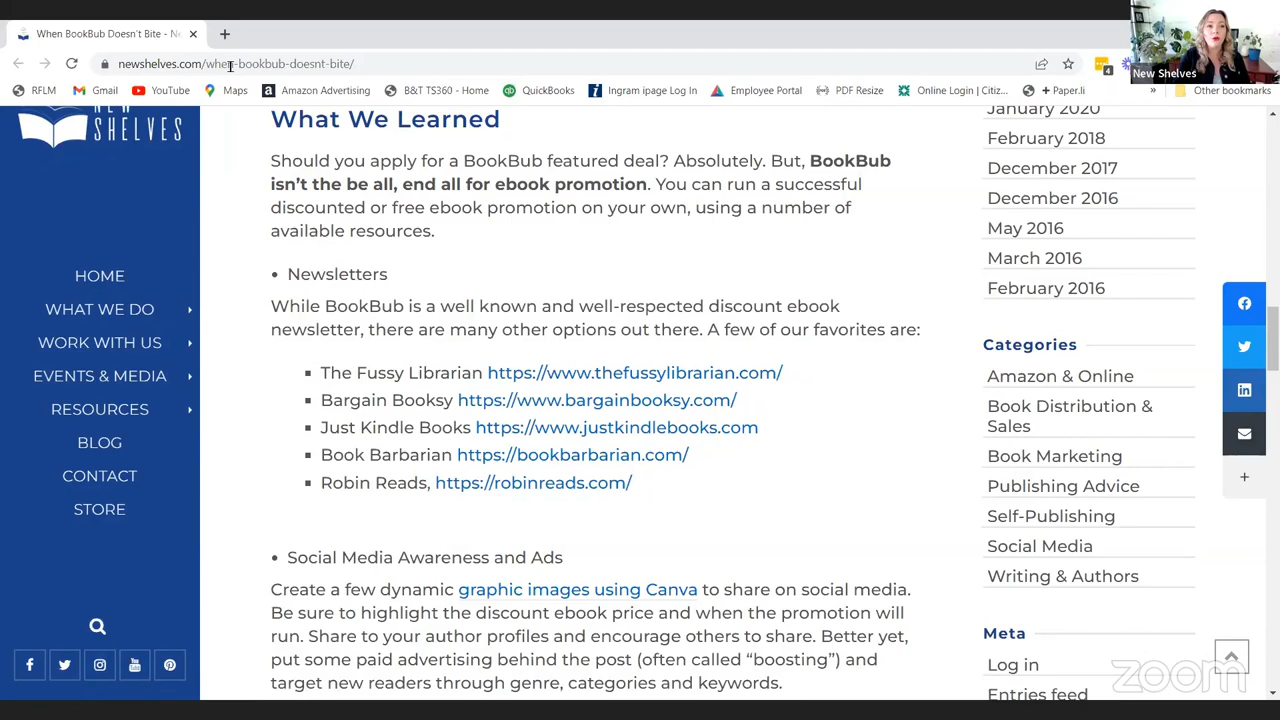 When BookBub Doesn't Bite - Ne
newshelves.com/when-bookbub-doesnt-bite/
RFLM
Gmail
YouTube
Maps
Amazon Advertising
B&T TS360 - Home
QuickBooks
Ingram ipage Log In
Employee Portal
PDF Resize
Online Login | Citiz...
+ Paper.li
»
Other bookmarks
4
New Shelves
NEW
SHELVES
HOME
WHAT WE DO
WORK WITH US
EVENTS & MEDIA
RESOURCES
BLOG
CONTACT
STORE
What We Learned
Should you apply for a BookBub featured deal? Absolutely. But, BookBub
isn't the be all, end all for ebook promotion. You can run a successful
discounted or free ebook promotion on your own, using a number of
available resources.
• Newsletters
While BookBub is a well known and well-respected discount ebook
newsletter, there are many other options out there. A few of our favorites are:
▪ The Fussy Librarian https://www.thefussylibrarian.com/
▪ Bargain Booksy https://www.bargainbooksy.com/
▪ Just Kindle Books https://www.justkindlebooks.com
▪ Book Barbarian https://bookbarbarian.com/
▪ Robin Reads, https://robinreads.com/
• Social Media Awareness and Ads
Create a few dynamic graphic images using Canva to share on social media.
Be sure to highlight the discount ebook price and when the promotion will
run. Share to your author profiles and encourage others to share. Better yet,
put some paid advertising behind the post (often called “boosting”) and
target new readers through genre, categories and keywords.
January 2020
February 2018
December 2017
December 2016
May 2016
March 2016
February 2016
Categories
Amazon & Online
Book Distribution &
Sales
Book Marketing
Publishing Advice
Self-Publishing
Social Media
Writing & Authors
Meta
Log in
Entries feed
zoom